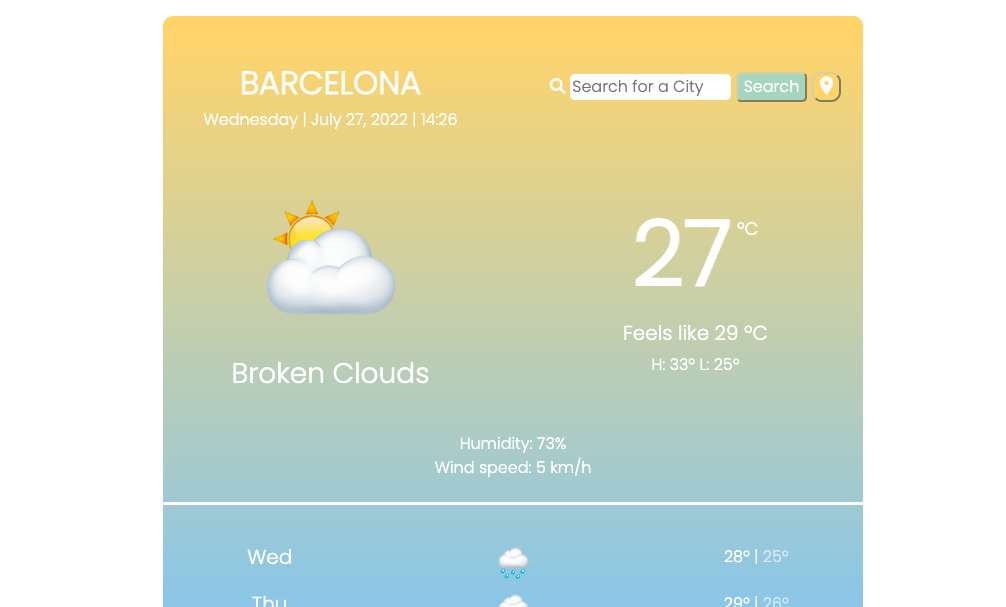 BARCELONA
Wednesday | July 27, 2022 | 14:26
Search for a City
Search
27 °C
Feels like 29 °C
H: 33° L: 25°
Broken Clouds
Humidity: 73%
Wind speed: 5 km/h
Wed 28° | 25°
Thu 29° | 26°